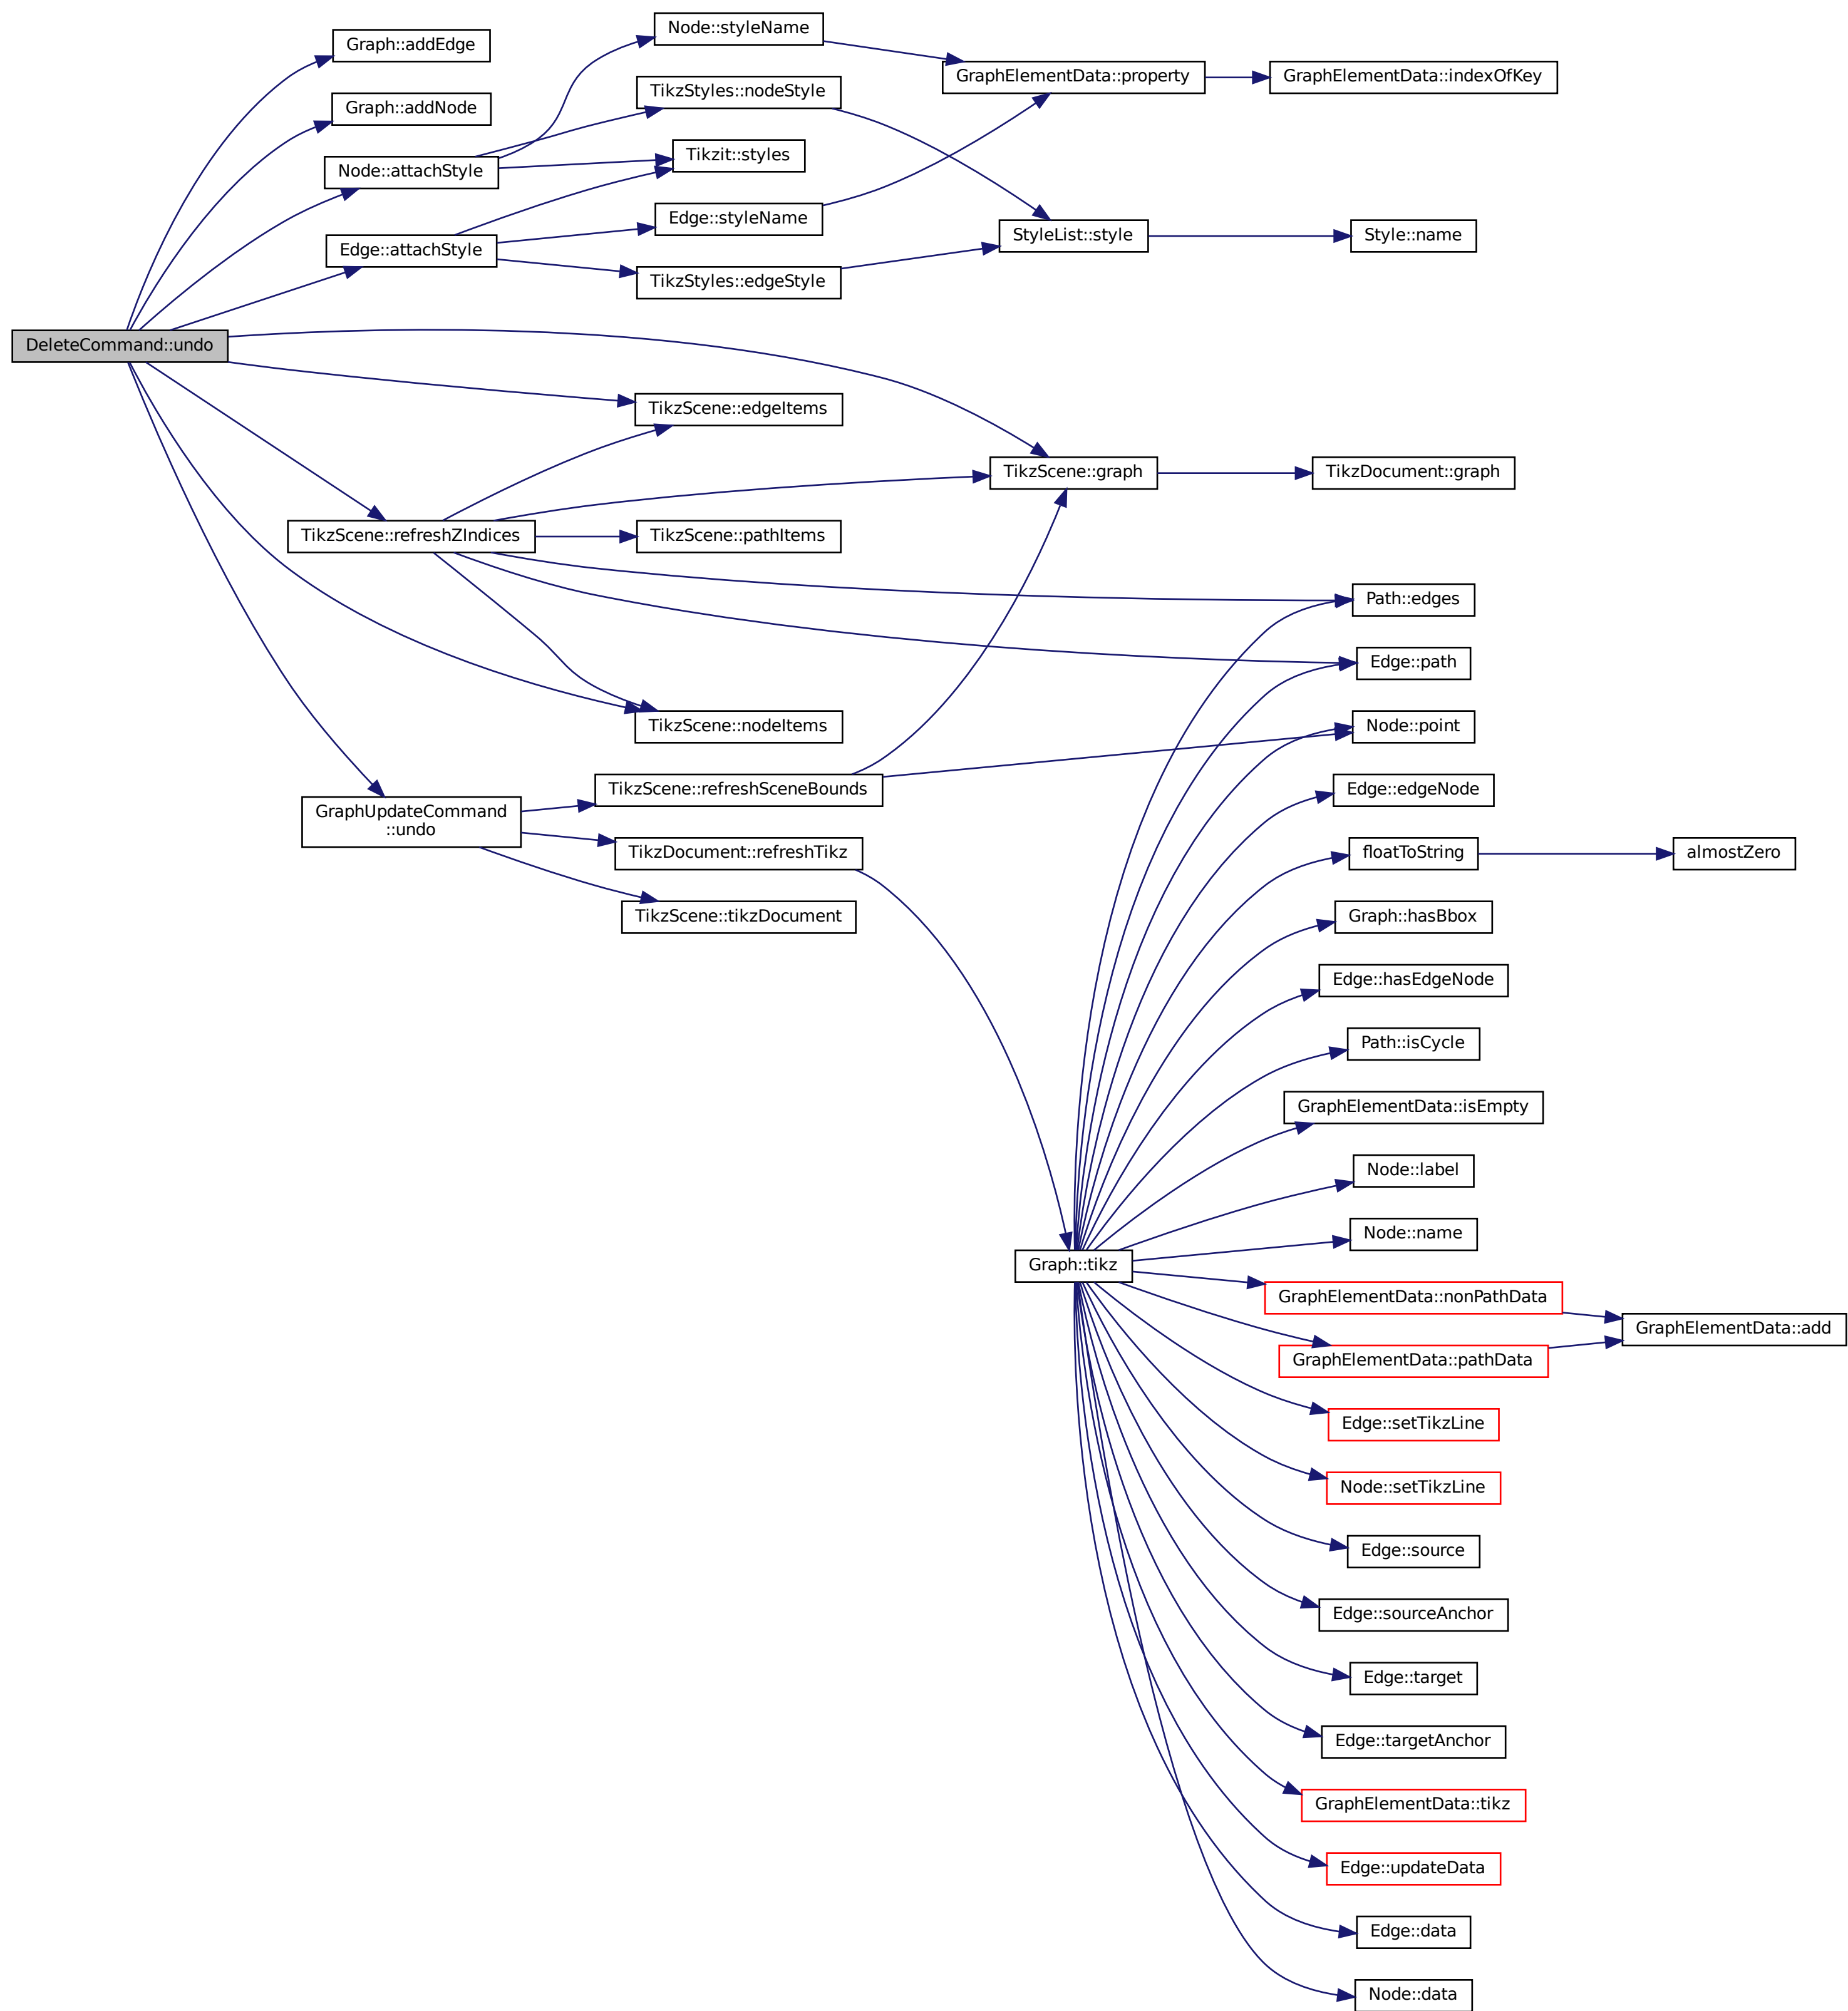 Node::styleName
Graph::addEdge
GraphElementData::property
GraphElementData::indexOfKey
TikzStyles::nodeStyle
Graph::addNode
Tikzit::styles
Node::attachStyle
Edge::styleName
StyleList::style
Style::name
Edge::attachStyle
TikzStyles::edgeStyle
DeleteCommand::undo
TikzScene::edgeItems
TikzScene::graph
TikzDocument::graph
TikzScene::refreshZIndices
TikzScene::pathItems
Path::edges
Edge::path
TikzScene::nodeItems
Node::point
TikzScene::refreshSceneBounds
Edge::edgeNode
GraphUpdateCommand
::undo
TikzDocument::refreshTikz
floatToString
almostZero
TikzScene::tikzDocument
Graph::hasBbox
Edge::hasEdgeNode
Path::isCycle
GraphElementData::isEmpty
Node::label
Node::name
Graph::tikz
GraphElementData::nonPathData
GraphElementData::add
GraphElementData::pathData
Edge::setTikzLine
Node::setTikzLine
Edge::source
Edge::sourceAnchor
Edge::target
Edge::targetAnchor
GraphElementData::tikz
Edge::updateData
Edge::data
Node::data